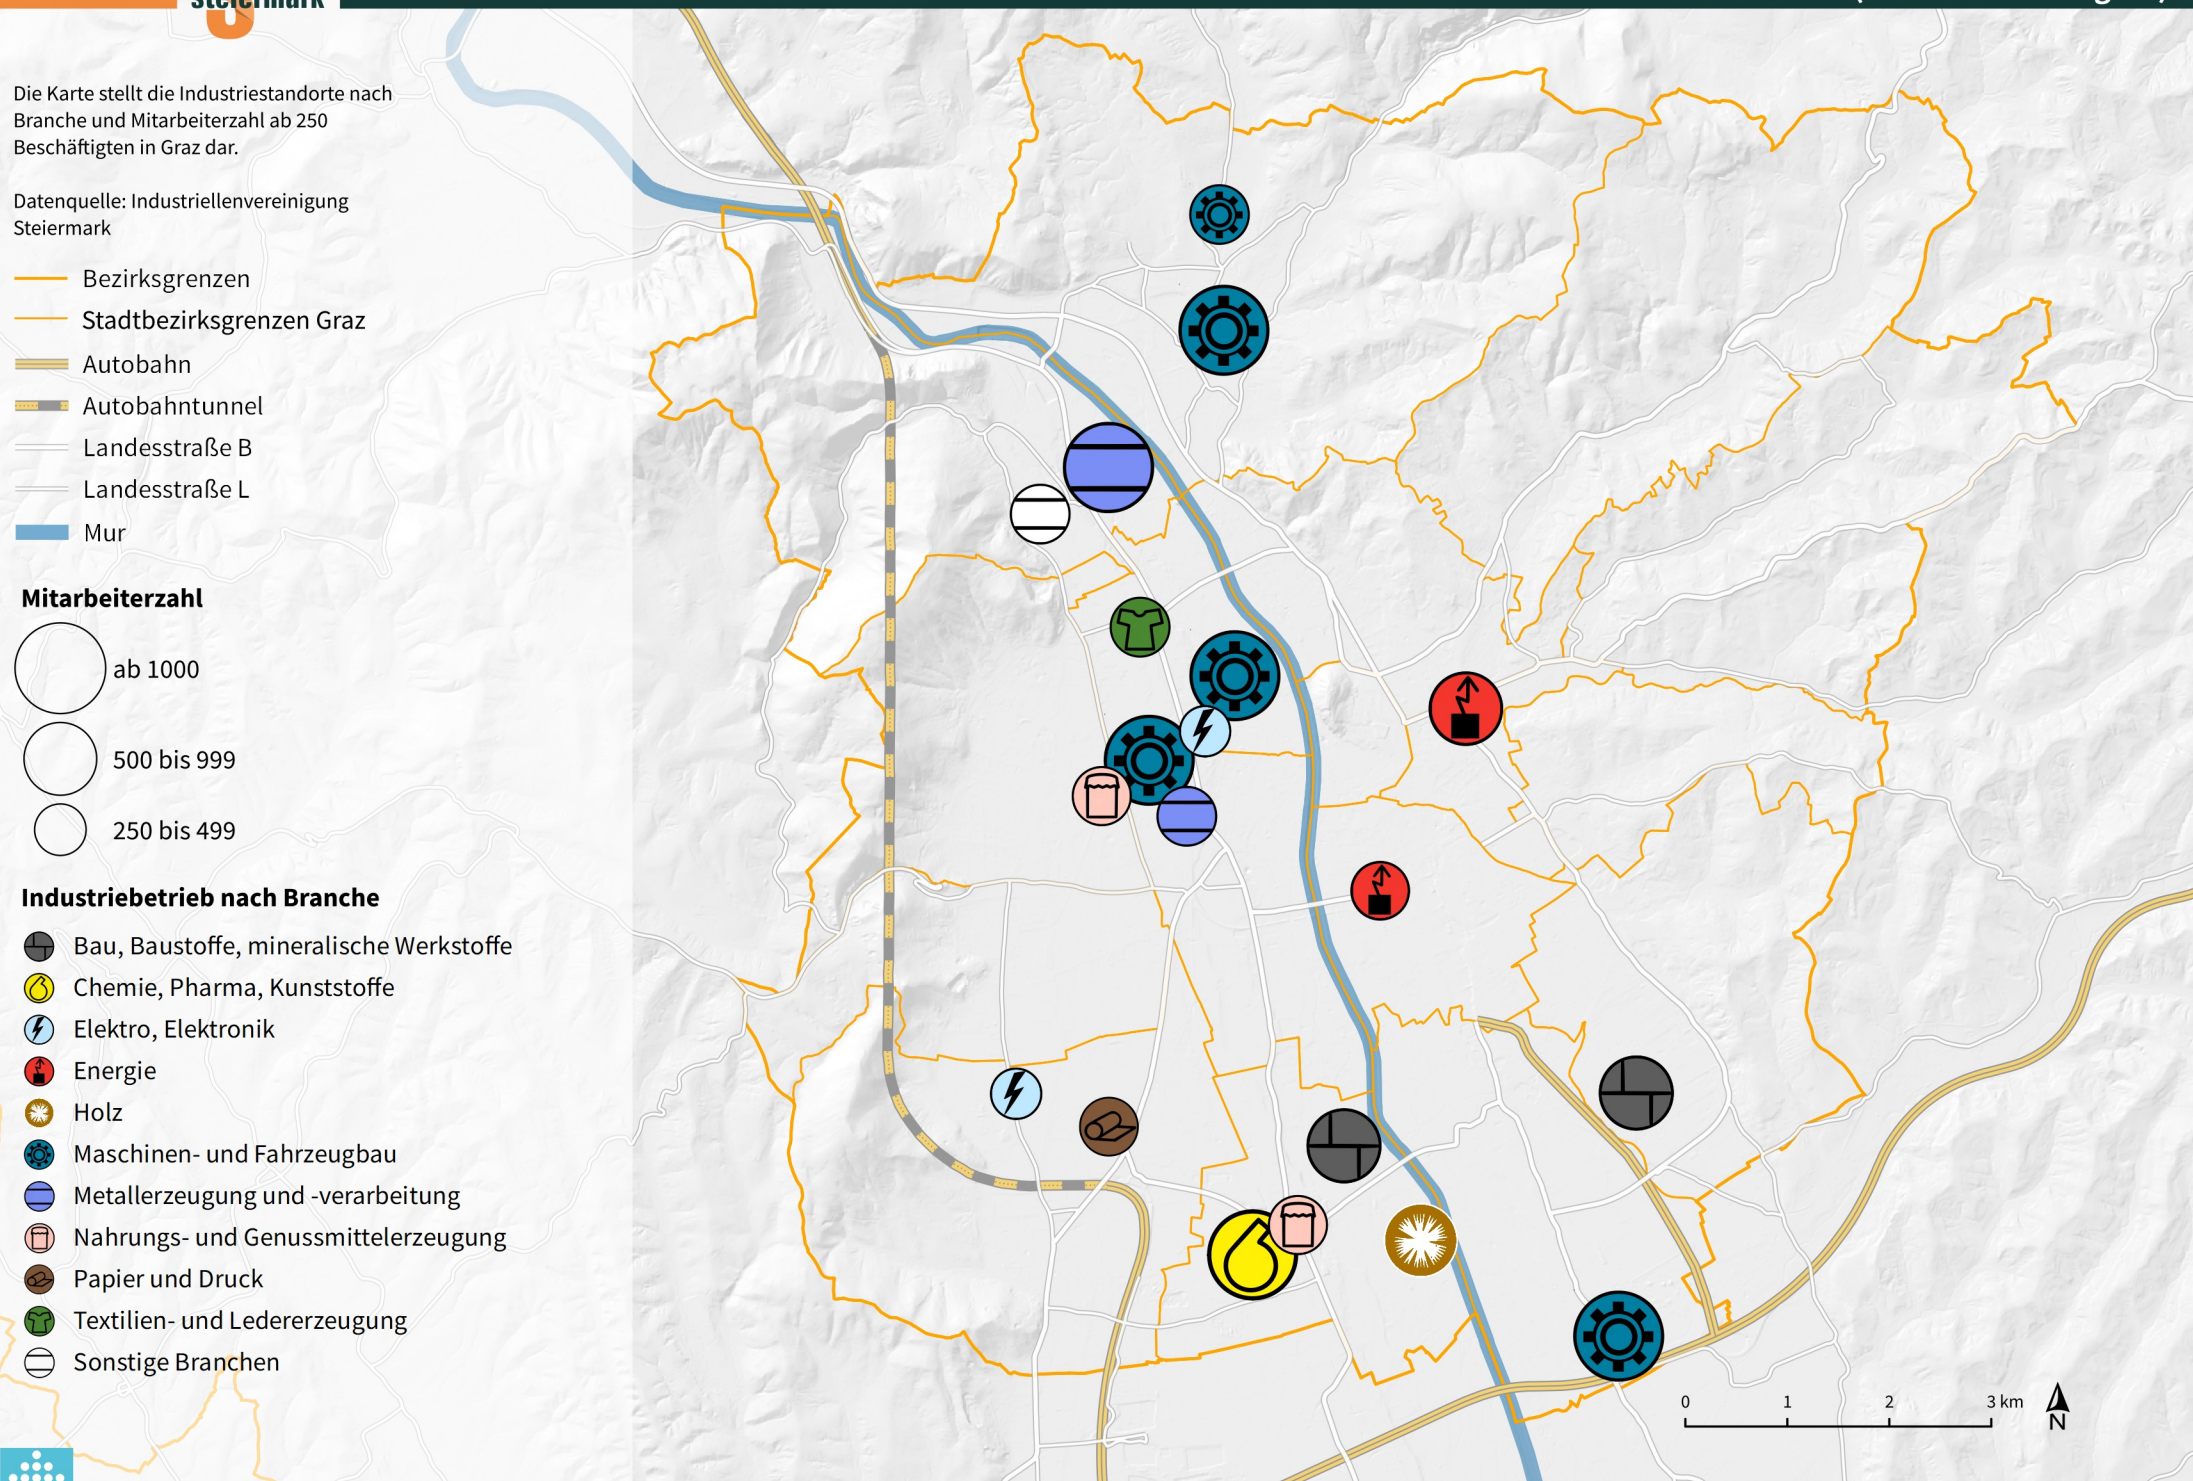 steiermark
Die Karte stellt die Industriestandorte nach
Branche und Mitarbeiterzahl ab 250
Beschäftigten in Graz dar.
Datenquelle: Industriellenvereinigung
Steiermark
Bezirksgrenzen
Stadtbezirksgrenzen Graz
Autobahn
Autobahntunnel
Landesstraße B
Landesstraße L
Mur
Mitarbeiterzahl
ab 1000
500 bis 999
250 bis 499
Industriebetrieb nach Branche
Bau, Baustoffe, mineralische Werkstoffe
Chemie, Pharma, Kunststoffe
Elektro, Elektronik
Energie
Holz
Maschinen- und Fahrzeugbau
Metallerzeugung und -verarbeitung
Nahrungs- und Genussmittelerzeugung
Papier und Druck
Textilien- und Ledererzeugung
Sonstige Branchen
0 1 2 3 km
N